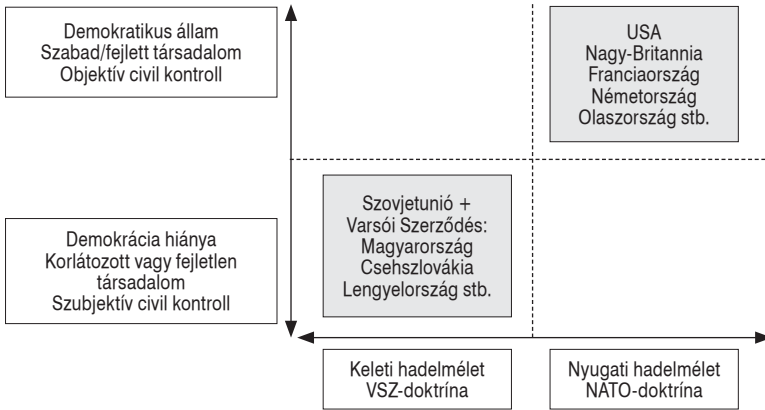 Demokratikus állam
Szabad/fejlett társadalom
Objektív civil kontroll
USA
Nagy-Britannia
Franciaország
Németország
Olaszország stb.
Demokrácia hiánya
Korlátozott vagy fejletlen
társadalom
Szubjektív civil kontroll
Szovjetunió +
Varsói Szerződés:
Magyarország
Csehszlovákia
Lengyelország stb.
Keleti hadelmélet
VSZ-doktrína
Nyugati hadelmélet
NATO-doktrína